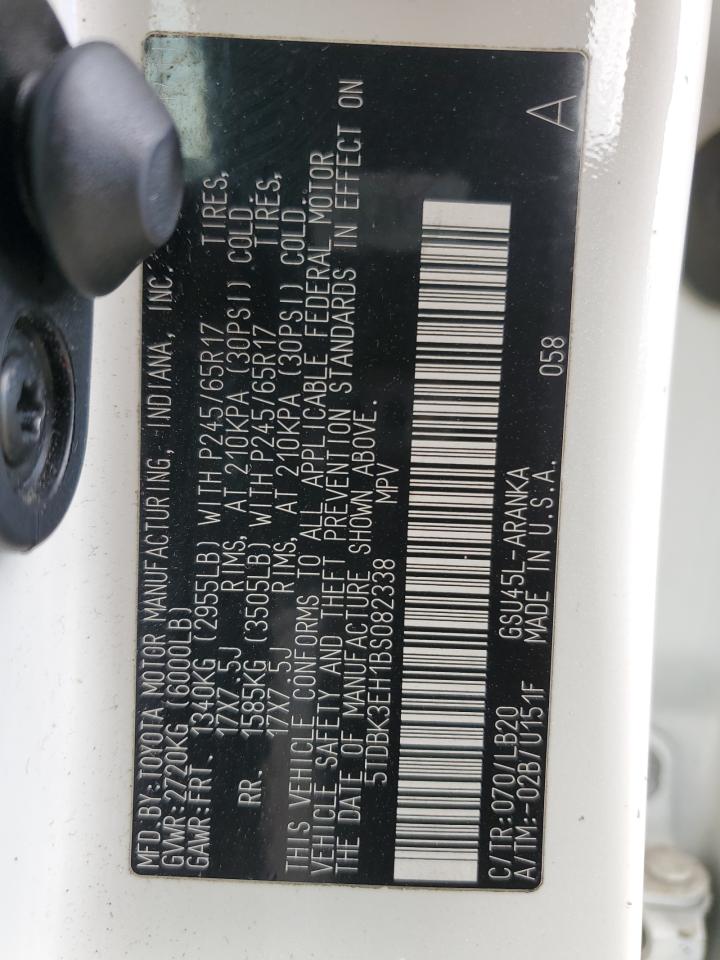 MFD.BY:TOYOTA MOTOR MANUFACTURING, INDIANA, INC.
GVWR:2720KG (6000LB)
GAWR:FRT. 1340KG (2955LB) WITH P245/65R17 TIRES,
17X7.5J RIMS, AT 210KPA (30PSI) COLD.
RR. 1585KG (3505LB) WITH P245/65R17 TIRES,
17X7.5J RIMS, AT 210KPA (30PSI) COLD.
THIS VEHICLE CONFORMS TO ALL APPLICABLE FEDERAL MOTOR
VEHICLE SAFETY AND THEFT PREVENTION STANDARDS IN EFFECT ON
THE DATE OF MANUFACTURE SHOWN ABOVE.
5TDBK3EH1BS082338 MPV
C/TR:070/LB20 GSU45L-ARANKA 058
A/TM:-02B/U151F MADE IN U.S.A. A